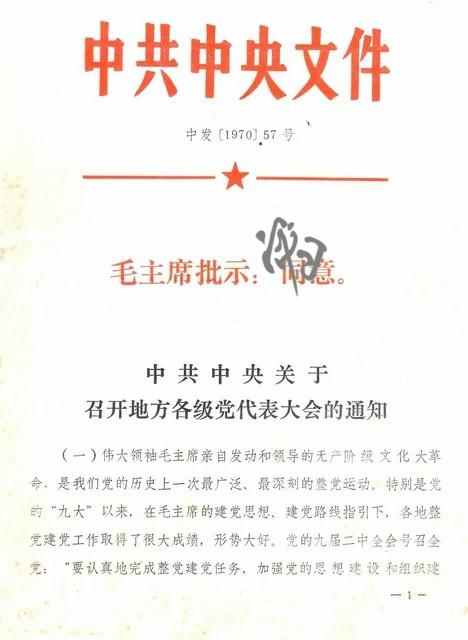 中共中央文件
中发〔1970〕57号
毛主席批示：同意。
中共中央关于
召开地方各级党代表大会的通知
（一）伟大领袖毛主席亲自发动和领导的无产阶级文化大革
命，是我们党的历史上一次最广泛、最深刻的整党运动。特别是党
的“九大”以来，在毛主席的建党思想、建党路线指引下，各地整
党建党工作取得了很大成绩，形势大好。党的九届二中全会号召全
党：“要认真地完成整党建党任务，加强党的思想建设和组织建
—1—